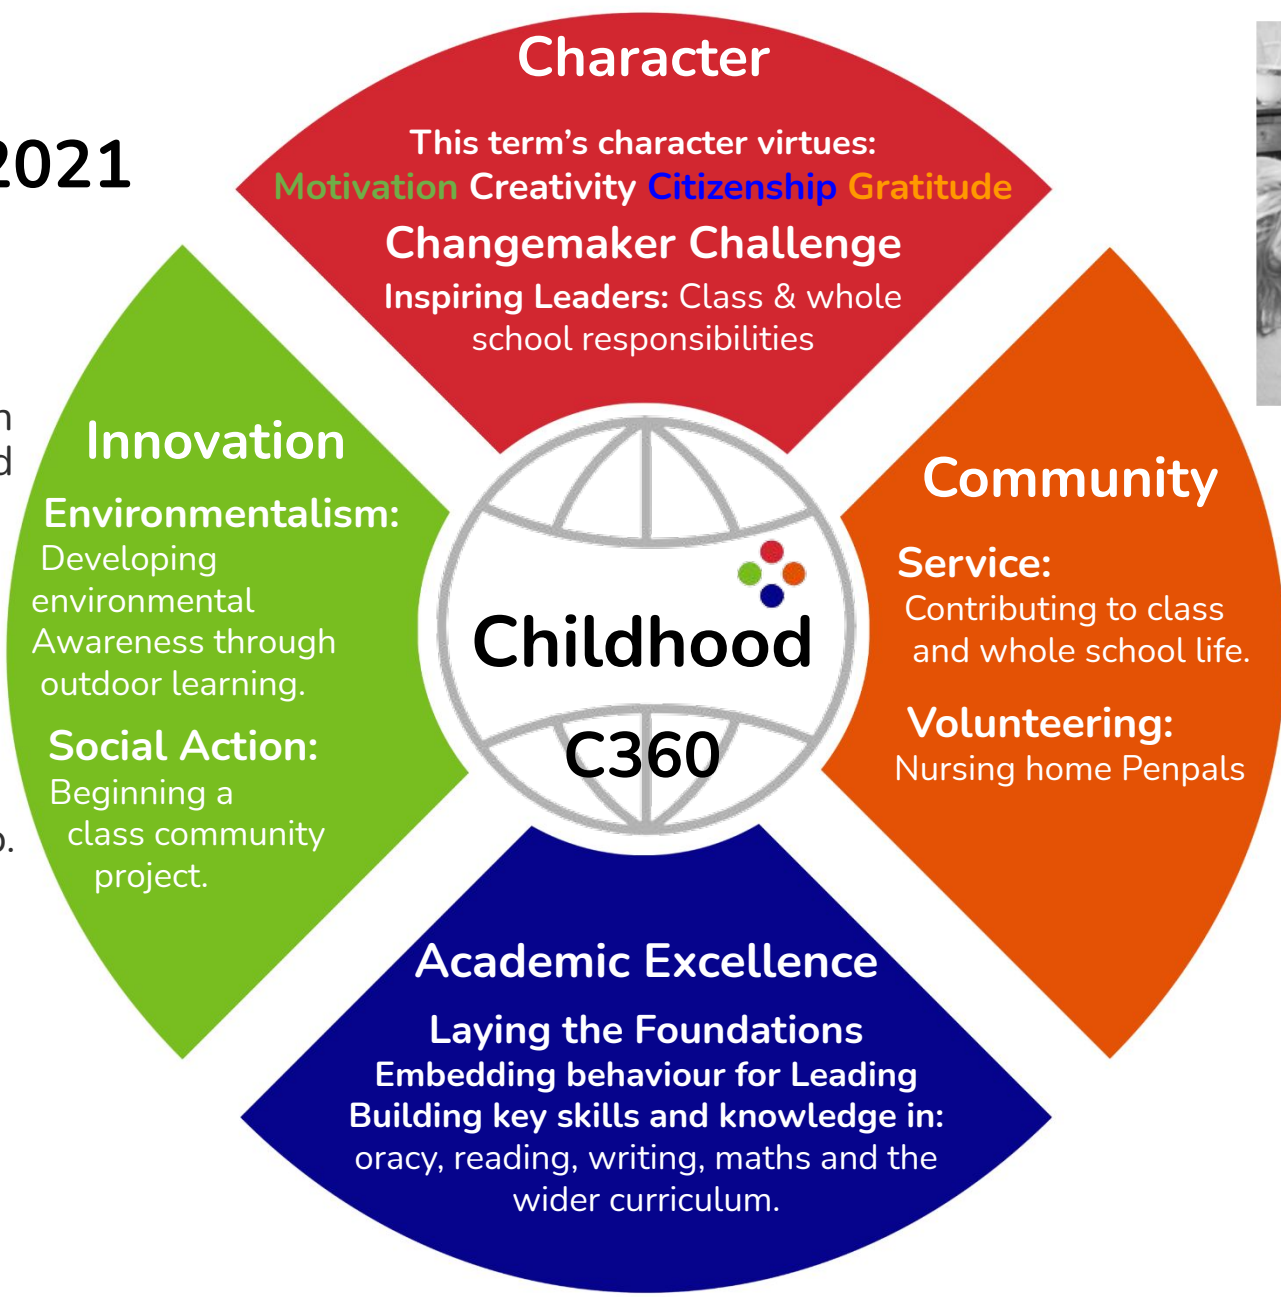 Character
2021
This term's character virtues:
Motivation Creativity Citizenship Gratitude
Changemaker Challenge
Inspiring Leaders: Class & whole
school responsibilities
Innovation
Environmentalism:
Developing
environmental
Awareness through
outdoor learning.
Social Action:
Beginning a
class community
project.
Community
Service:
Contributing to class
and whole school life.
Volunteering:
Nursing home Penpals
Childhood
C360
Academic Excellence
Laying the Foundations
Embedding behaviour for Leading
Building key skills and knowledge in:
oracy, reading, writing, maths and the
wider curriculum.